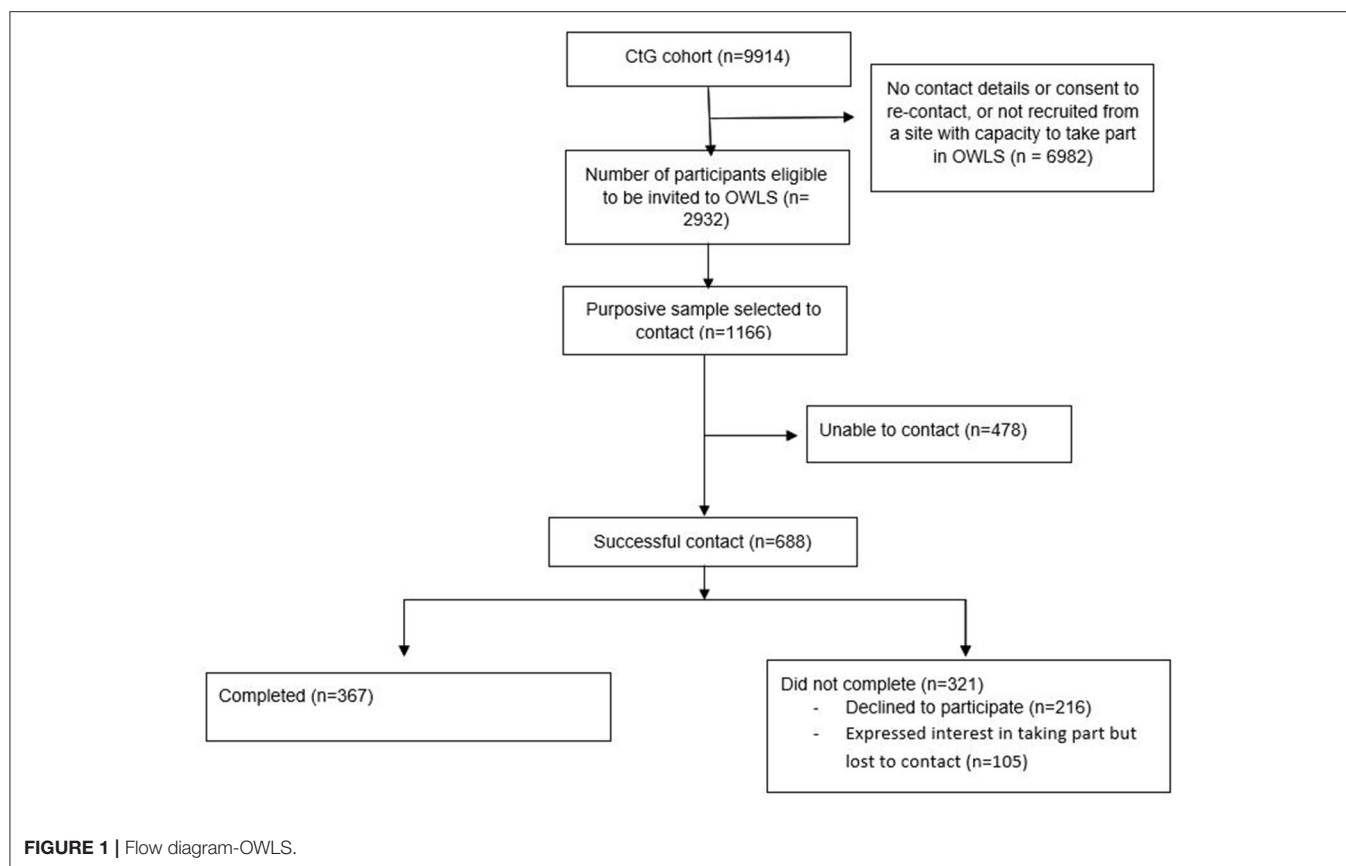 CtG cohort (n=9914)
No contact details or consent to
re-contact, or not recruited from
a site with capacity to take part
in OWLS (n = 6982)
Number of participants eligible
to be invited to OWLS (n=
2932)
Purposive sample selected to
contact (n=1166)
Unable to contact (n=478)
Successful contact (n=688)
Completed (n=367)
Did not complete (n=321)
- Declined to participate (n=216)
- Expressed interest in taking part but
lost to contact (n=105)
FIGURE 1 | Flow diagram-OWLS.